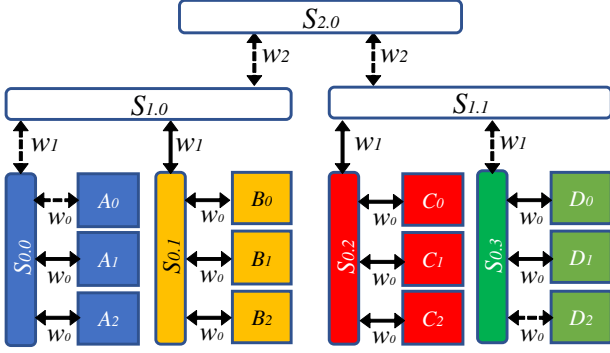 S2.0
w2 w2
S1.0 S1.1
w1 w1 w1 w1
S0.0 S0.1 S0.2 S0.3
A0 B0 C0 D0
w0 w0 w0 w0
A1 B1 C1 D1
w0 w0 w0 w0
A2 B2 C2 D2
w0 w0 w0 w0